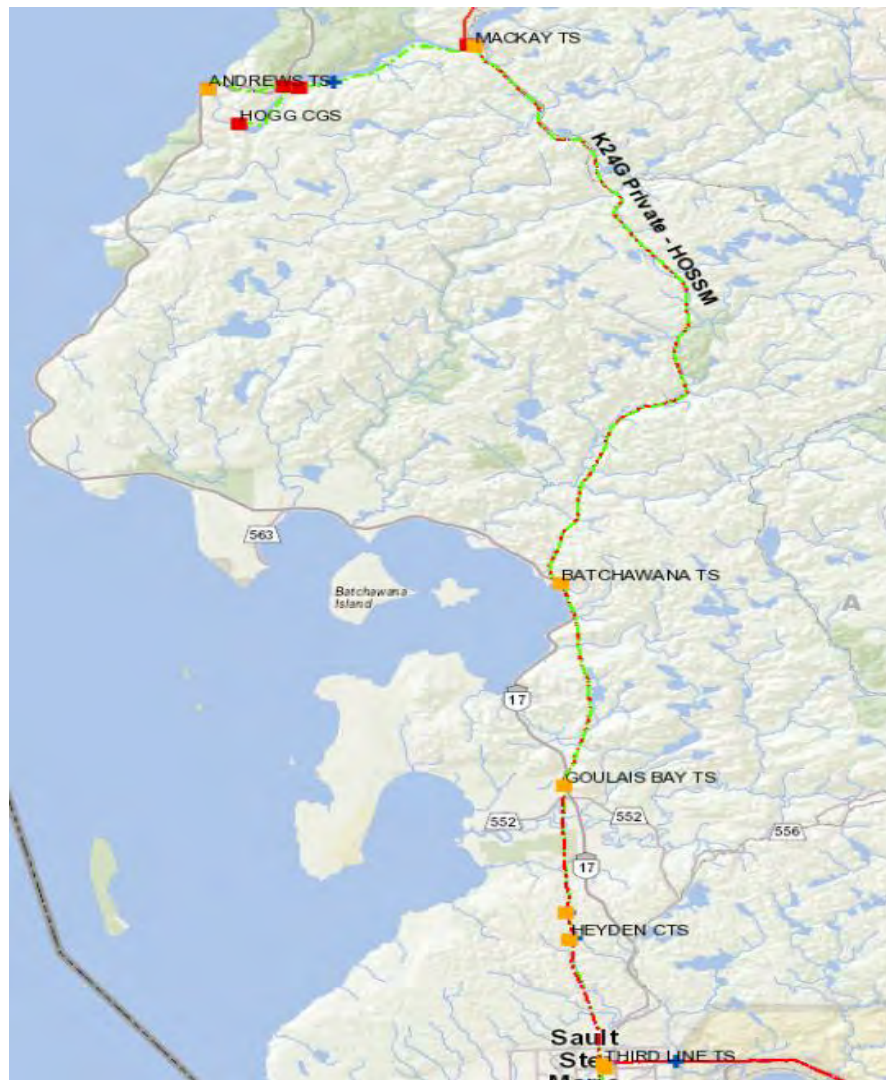 MACKAY TS
ANDREWS TS
HOGG CGS
K24G Private - HOSSM
563
BATCHAWANA TS
Batchawana
Island
A
17
GOULAIS BAY TS
552
552
556
17
HEYDEN CTS
Sault
Ste
THIRD LINE TS